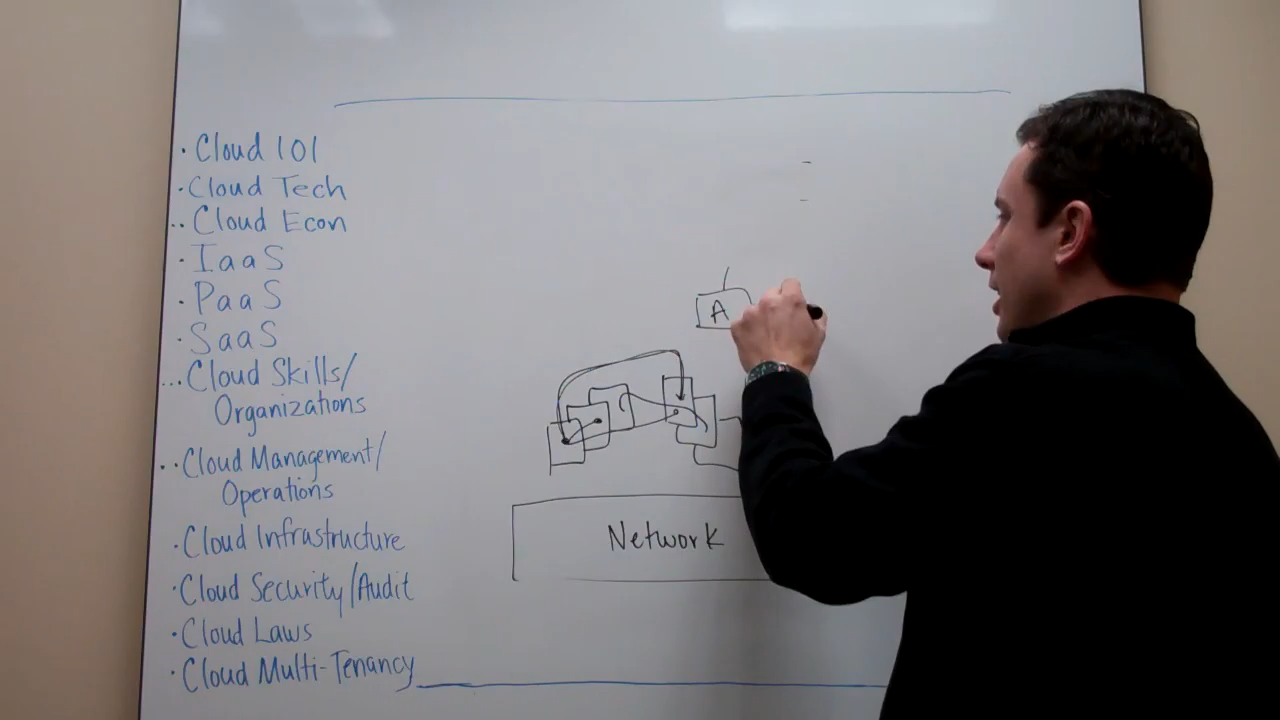 · Cloud 101
· Cloud Tech
·· Cloud Econ
· IaaS
· PaaS
· SaaS
... Cloud Skills/
Organizations
·· Cloud Management/
Operations
· Cloud Infrastructure
· Cloud Security/Audit
· Cloud Laws
· Cloud Multi-Tenancy
A
Network